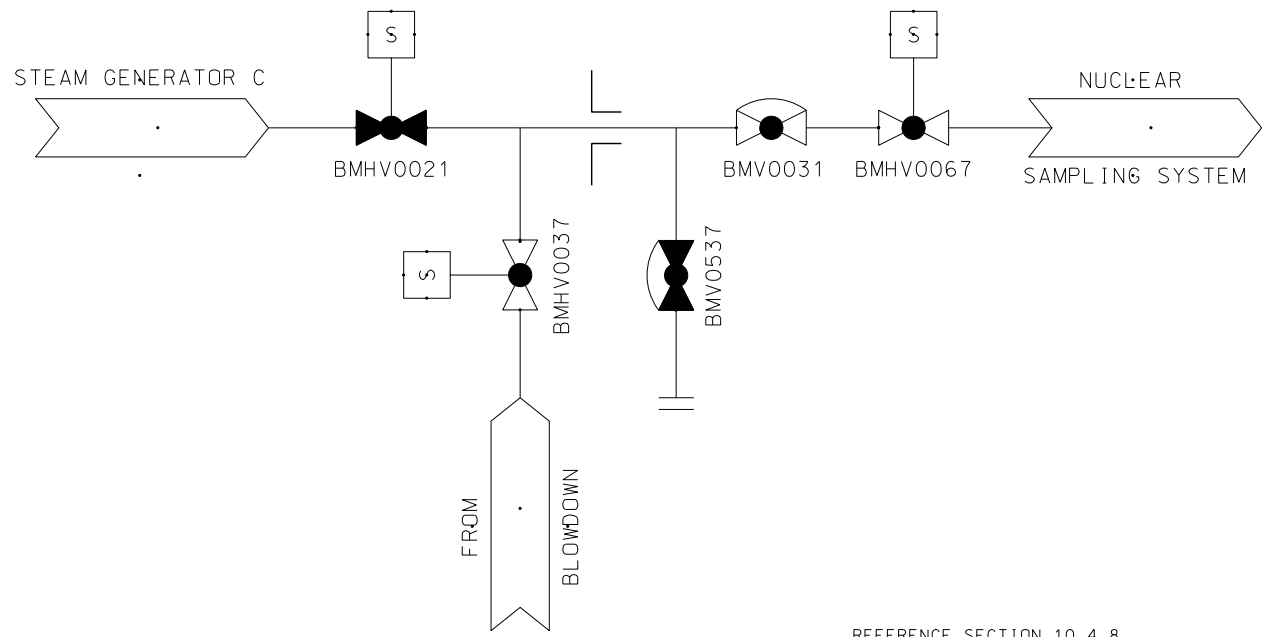 S
S
STEAM GENERATOR C
NUCLEAR
BMHV0021
BMV0031
BMHV0067
SAMPLING SYSTEM
S
BMHV0037
BMV0537
FROM
BLOWDOWN
REFERENCE SECTION 10.4.8